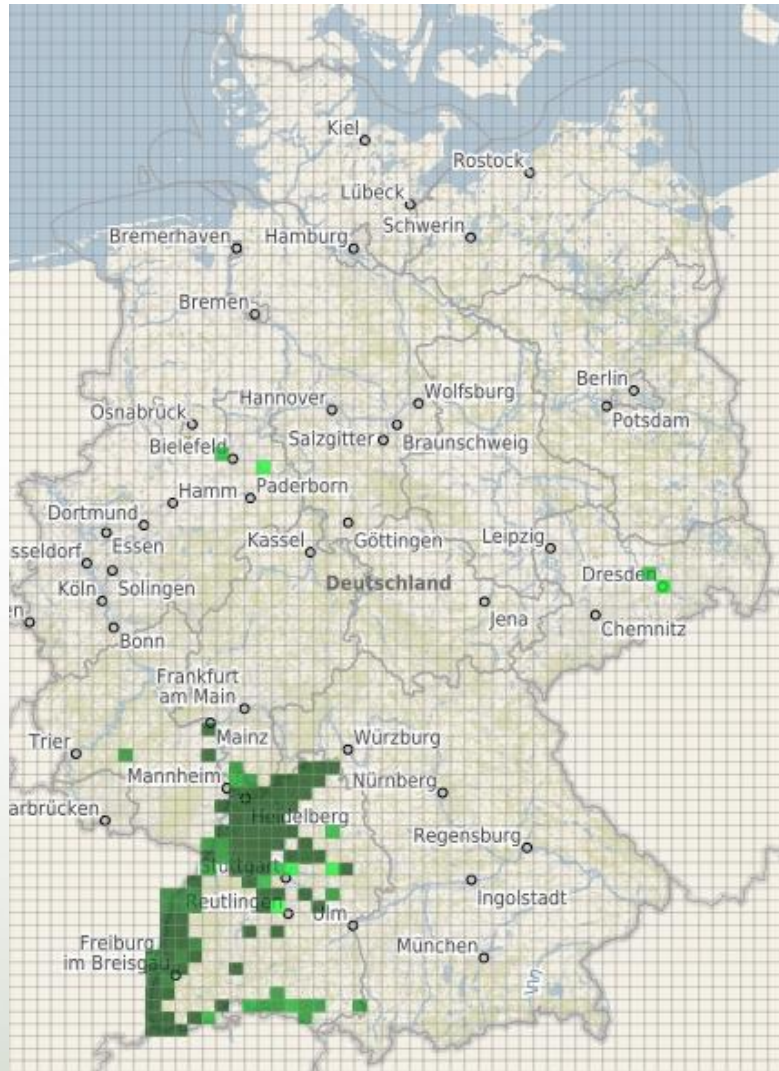 Kiel
Rostock
Lübeck
Schwerin
Bremerhaven
Hamburg
Bremen
Berlin
Wolfsburg
Hannover
Potsdam
Osnabrück
Salzgitter
Braunschweig
Bielefeld
Hamm
Paderborn
Dortmund
Essen
Kassel
Göttingen
Leipzig
sseldorf
Dresden
Deutschland
Köln
Solingen
en
Jena
Chemnitz
Bonn
Frankfurt
am Main
Mainz
Würzburg
Trier
Mannheim
Nürnberg
arbrücken
Heidelberg
Regensburg
Stuttgart
Reutlingen
Ingolstadt
Ulm
Freiburg
im Breisgau
München
Inn